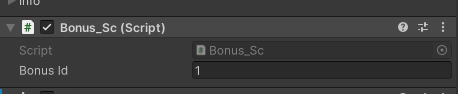 Info
# Bonus_Sc (Script)
Script Bonus_Sc
Bonus Id 1